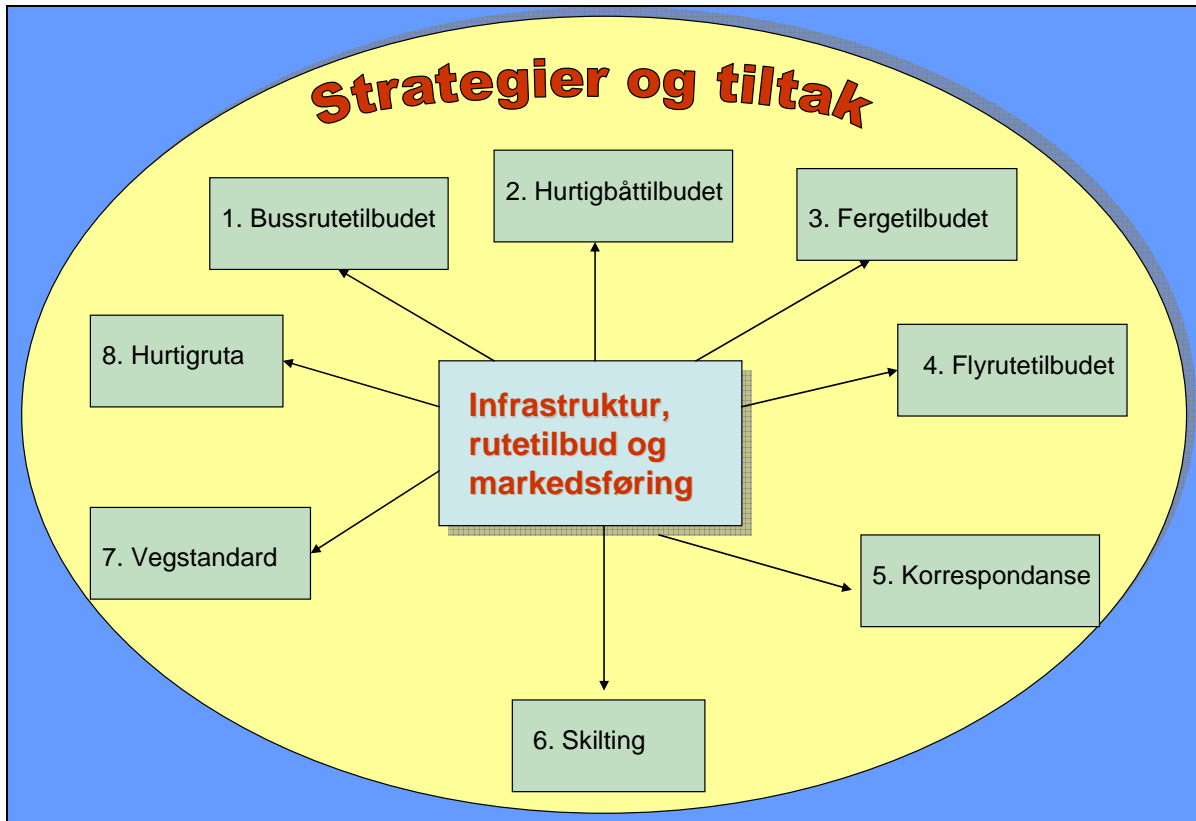 Strategier og tiltak
1. Bussrutetilbudet
2. Hurtigbåttilbudet
3. Fergetilbudet
4. Flyrutetilbudet
5. Korrespondanse
6. Skilting
7. Vegstandard
8. Hurtigruta
Infrastruktur,
rutetilbud og
markedsføring